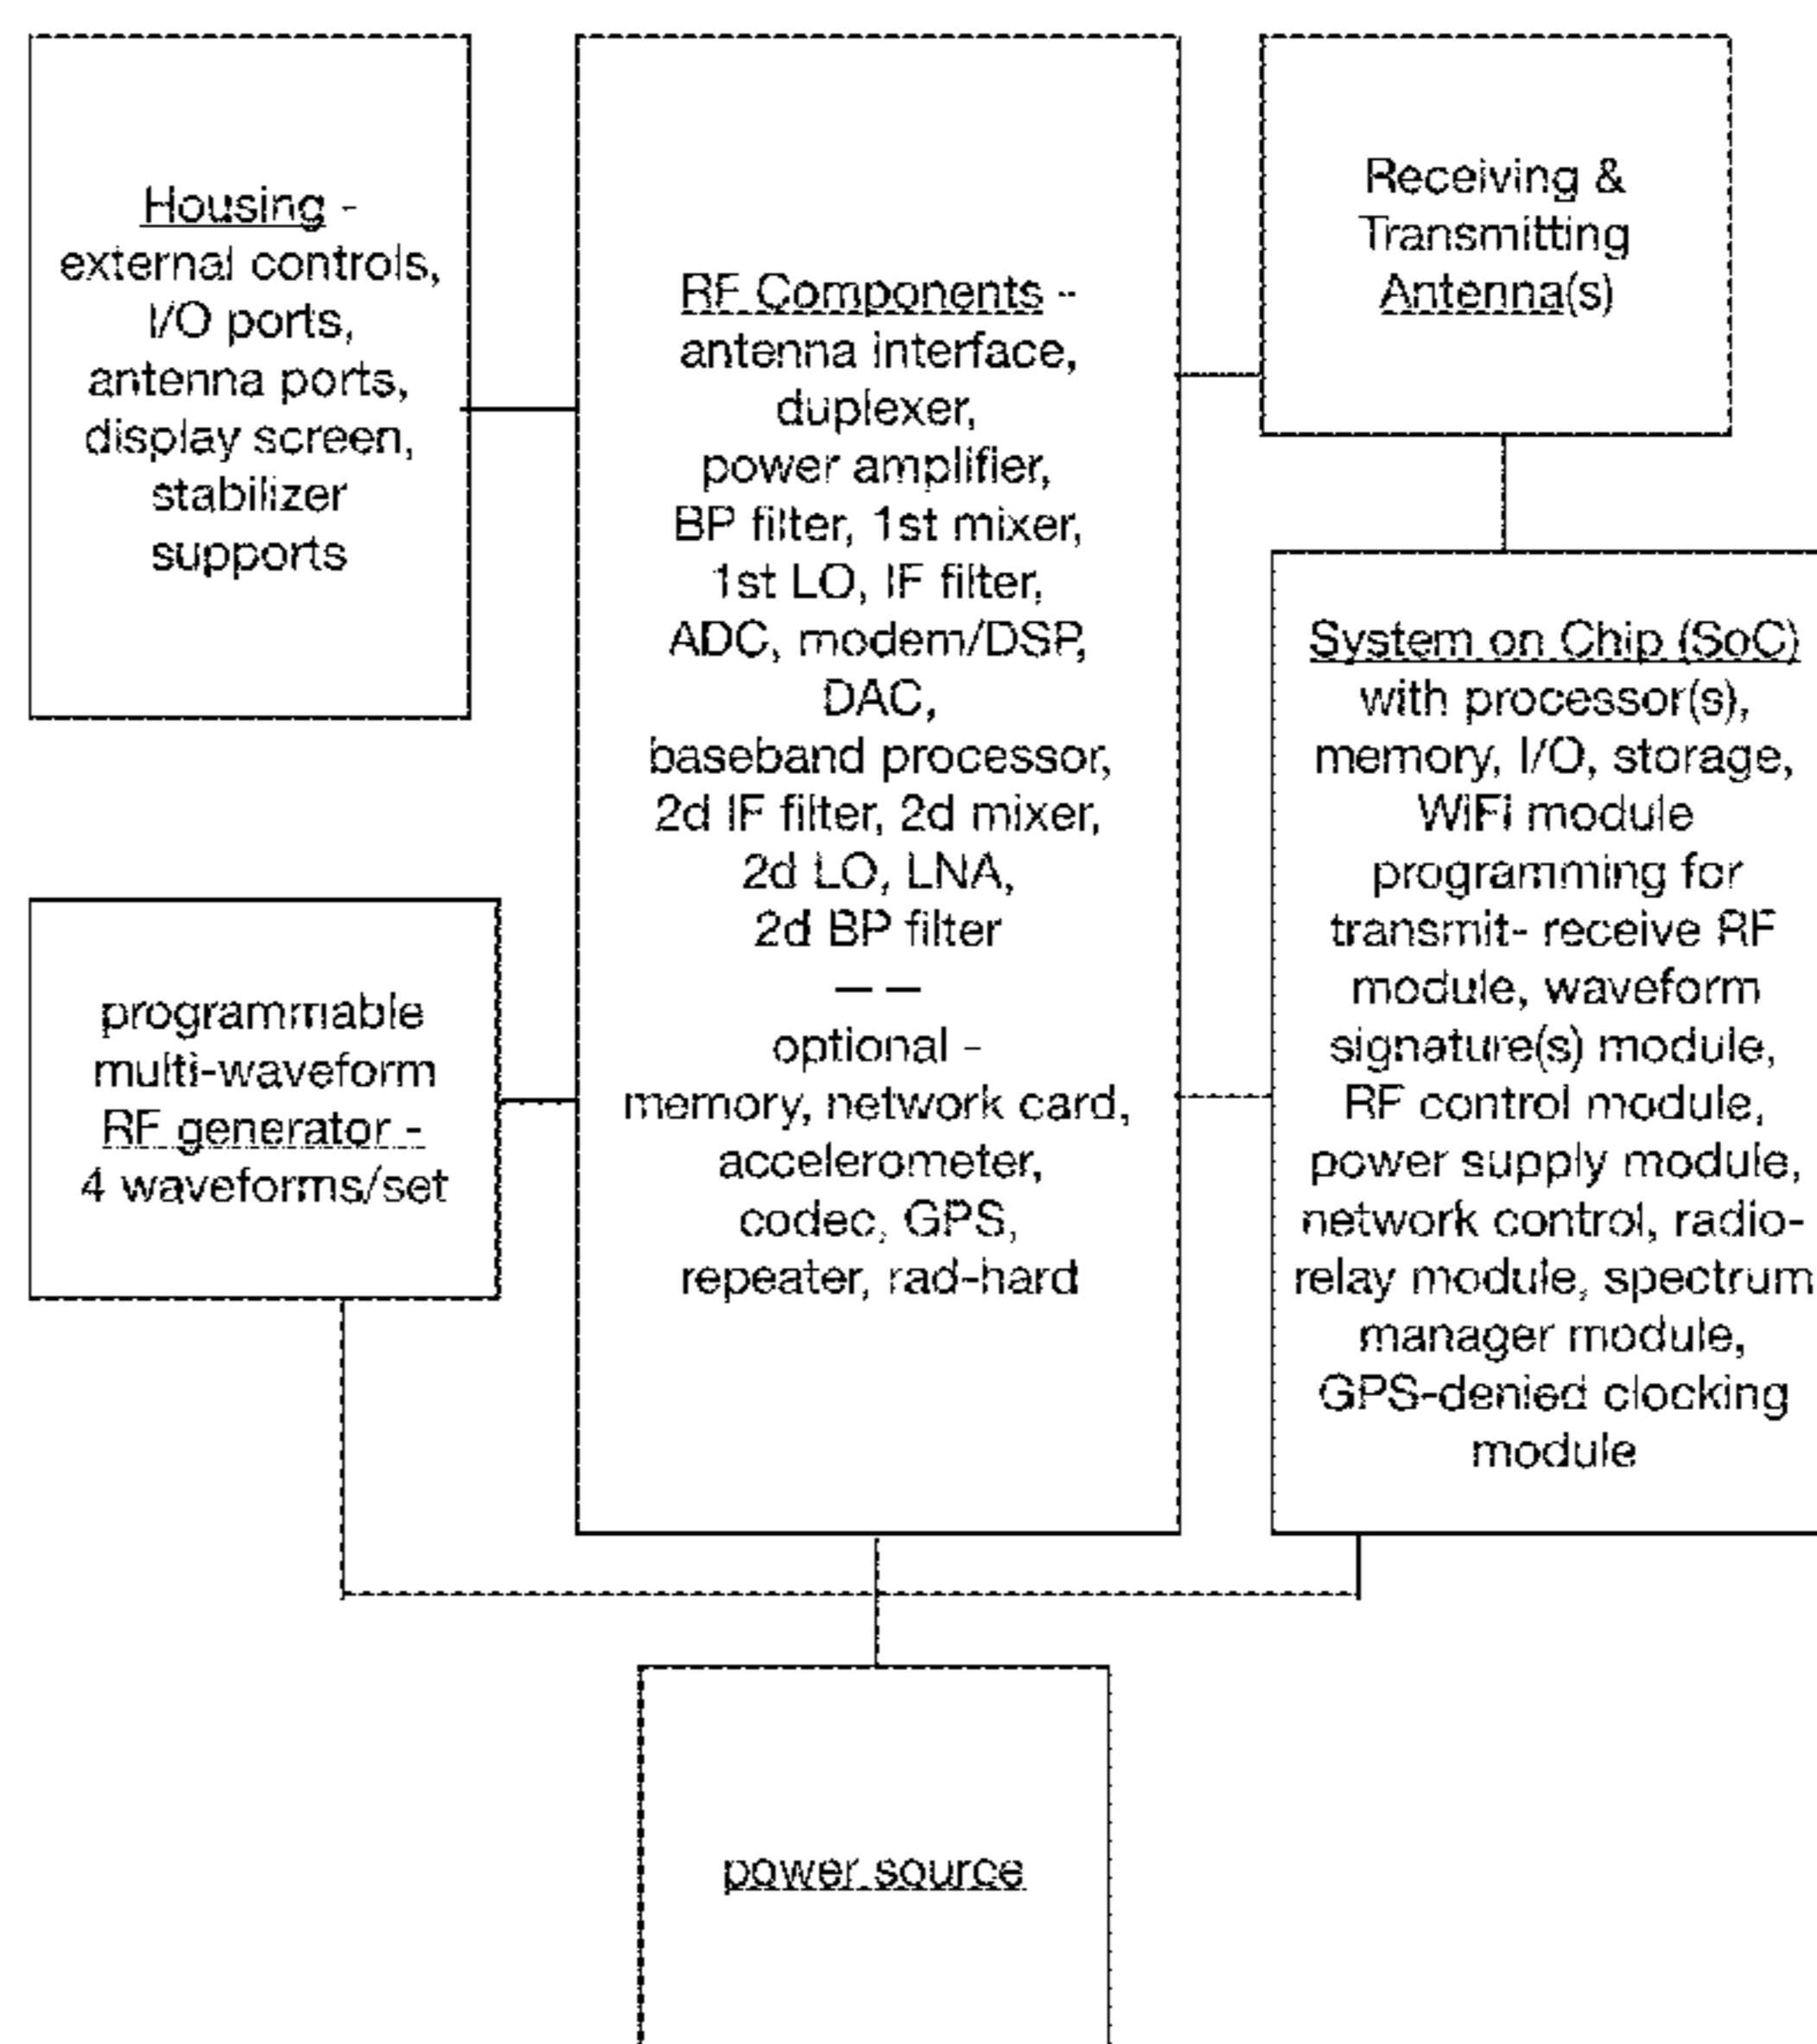 Housing -
external controls,
I/O ports,
antenna ports,
display screen,
stabilizer
supports
RF Components -
antenna interface,
duplexer,
power amplifier,
BP filter, 1st mixer,
1st LO, IF filter,
ADC, modem/DSP,
DAC,
baseband processor,
2d IF filter, 2d mixer,
2d LO, LNA,
2d BP filter
— —
optional -
memory, network card,
accelerometer,
codec, GPS,
repeater, rad-hard
Receiving &
Transmitting
Antenna(s)
programmable
multi-waveform
RF generator -
4 waveforms/set
System on Chip (SoC)
with processor(s),
memory, I/O, storage,
WiFi module
programming for
transmit- receive RF
module, waveform
signature(s) module,
RF control module,
power supply module,
network control, radio-
relay module, spectrum
manager module,
GPS-denied clocking
module
power source